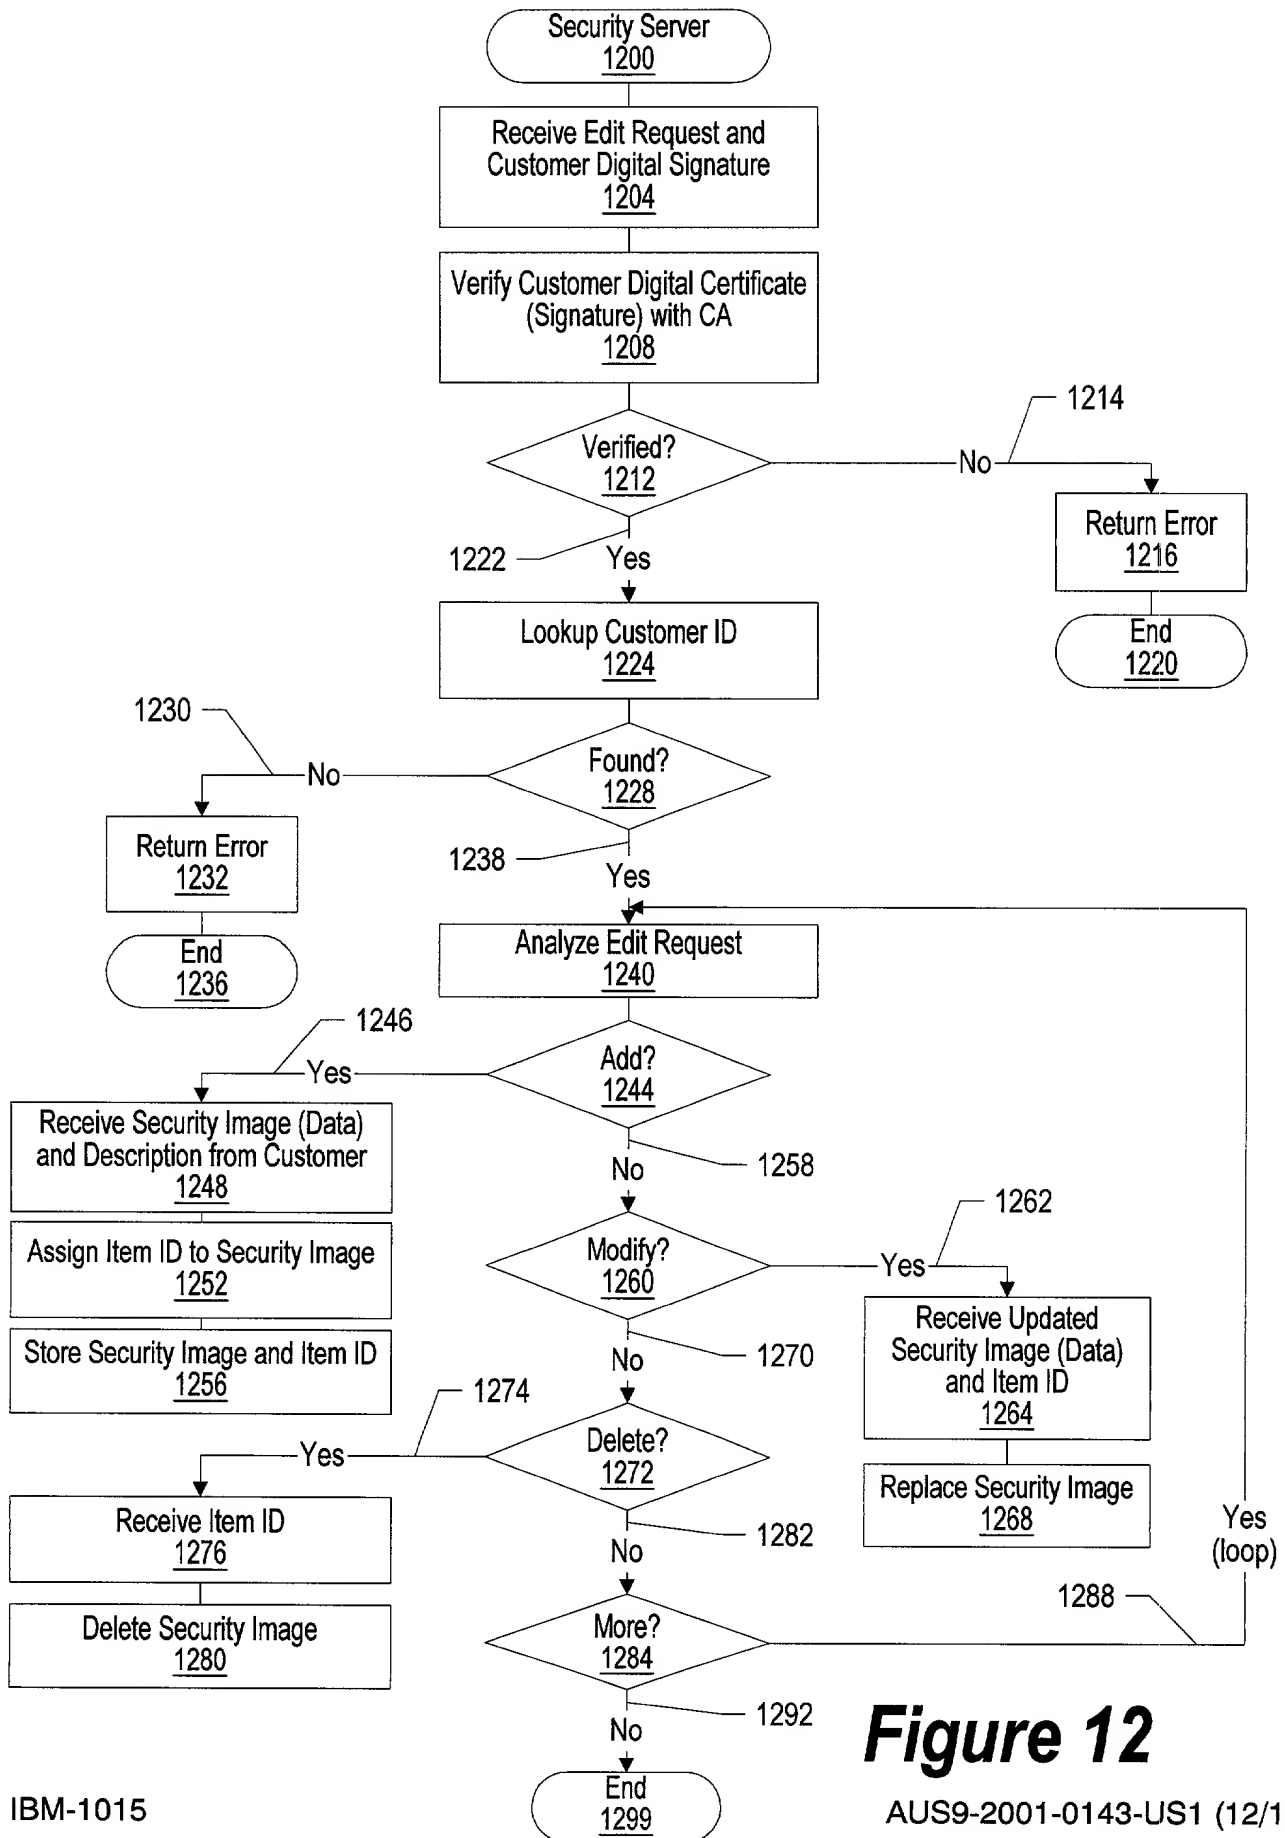 Security Server
1200
Receive Edit Request and
Customer Digital Signature
1204
Verify Customer Digital Certificate
(Signature) with CA
1208
1214
Verified?
1212
No
Return Error
1216
1222
Yes
End
1220
Lookup Customer ID
1224
1230
No
Found?
1228
Return Error
1232
1238
Yes
End
1236
Analyze Edit Request
1240
1246
Yes
Add?
1244
Receive Security Image (Data)
and Description from Customer
1248
1258
No
Assign Item ID to Security Image
1252
1262
Modify?
1260
Yes
Store Security Image and Item ID
1256
Receive Updated
Security Image (Data)
and Item ID
1264
1270
No
1274
Yes
Delete?
1272
Replace Security Image
1268
Receive Item ID
1276
1282
No
Yes
(loop)
Delete Security Image
1280
More?
1284
1288
1292
No
Figure 12
End
1299
IBM-1015
AUS9-2001-0143-US1 (12/1